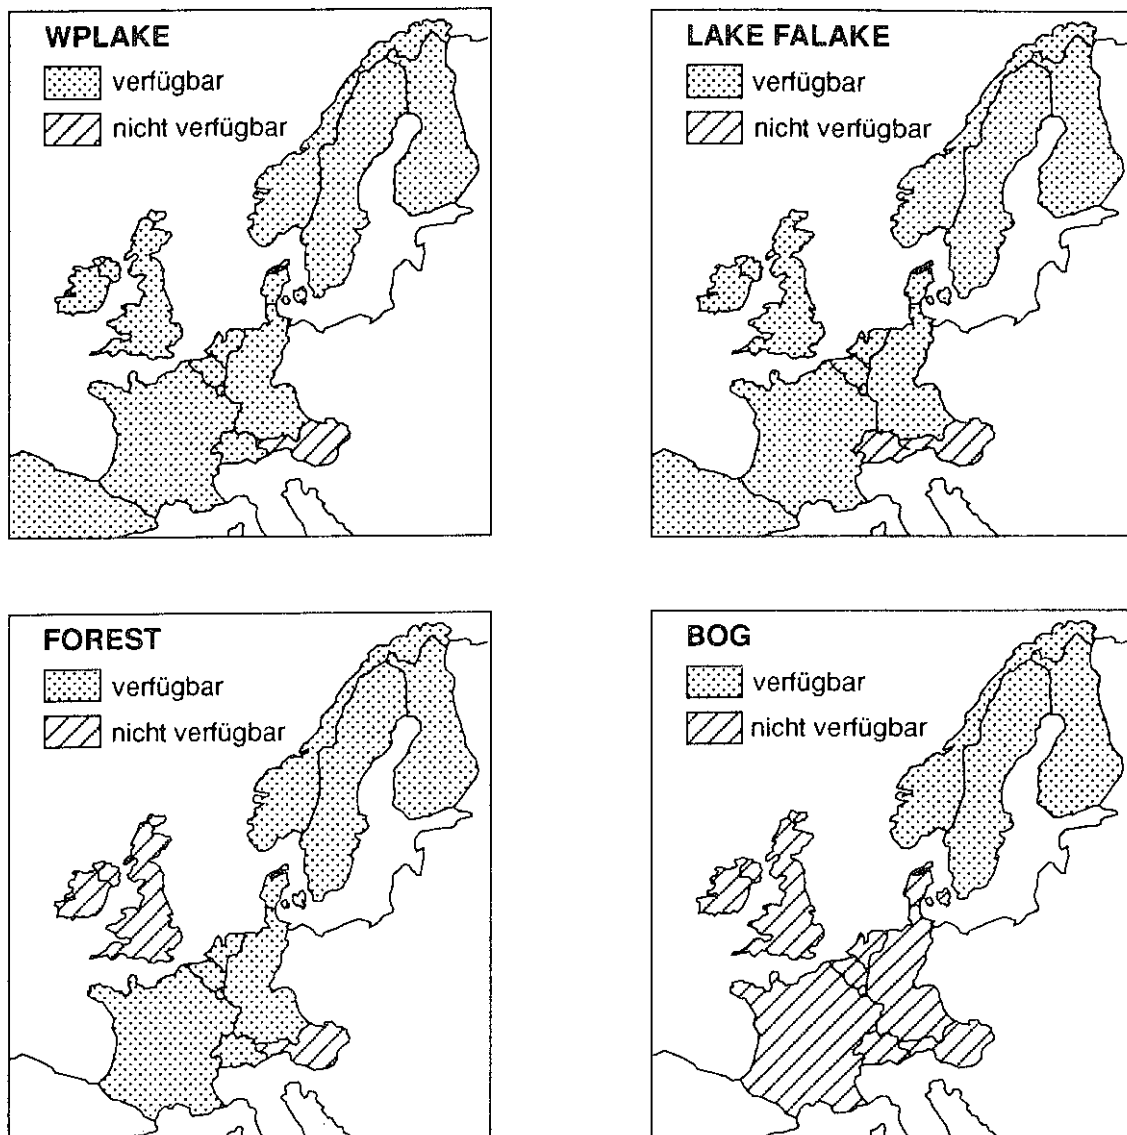 WPLAKE
verfügbar
nicht verfügbar
LAKE FALAKE
verfügbar
nicht verfügbar
FOREST
verfügbar
nicht verfügbar
BOG
verfügbar
nicht verfügbar